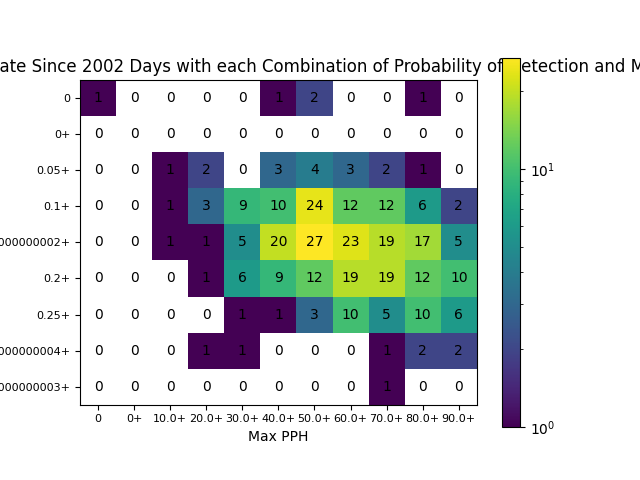 ate Since 2002 Days with each Combination of Probability of Detection and M
0 1 0 0 0 0 1 2 0 0 1 0
0+ 0 0 0 0 0 0 0 0 0 0 0
0.05+ 0 0 1 2 0 3 4 3 2 1 0
0.1+ 0 0 1 3 9 10 24 12 12 6 2
000000002+ 0 0 1 1 5 20 27 23 19 17 5
0.2+ 0 0 0 1 6 9 12 19 19 12 10
0.25+ 0 0 0 0 1 1 3 10 5 10 6
000000004+ 0 0 0 1 1 0 0 0 1 2 2
000000003+ 0 0 0 0 0 0 0 0 1 0 0
0 0+ 10.0+ 20.0+ 30.0+ 40.0+ 50.0+ 60.0+ 70.0+ 80.0+ 90.0+
Max PPH
10^1
10^0